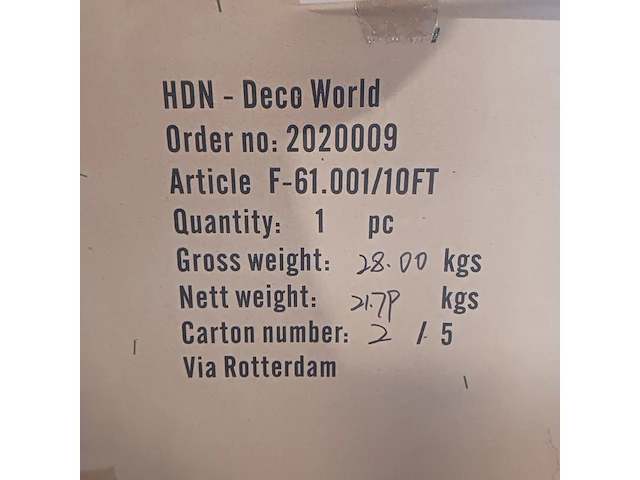 HDN - Deco World
Order no: 2020009
Article F-61.001/10FT
Quantity: 1 pc
Gross weight: 28.00 kgs
Nett weight: 21.79 kgs
Carton number: 2 / 5
Via Rotterdam